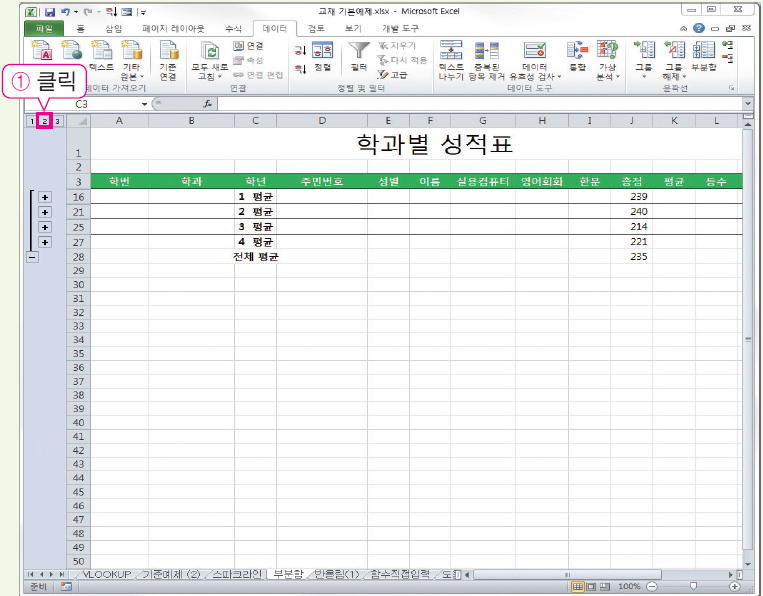 교재 기본예제.xlsx - Microsoft Excel
파일 홈 삽입 페이지 레이아웃 수식 데이터 검토 보기 개발 도구
텍스트 기타 원본 기존 연결 모두 새로 고침 연결 속성 연결 편집 정렬 필터 지우기 다시 적용 고급 텍스트 나누기 중복된 항목 제거 데이터 유효성 검사 통합 가상 분석 그룹 그룹 해제 부분합
데이터 가져오기 연결 정렬 및 필터 데이터 도구 윤곽선
① 클릭
C3 fx
1 2 3 A B C D E F G H I J K L
1 학과별 성적표
2
3 학번 학과 학년 주민번호 성별 이름 실용컴퓨터 영어회화 한문 총점 평균 등수
16 1 평균 239
21 2 평균 240
25 3 평균 214
27 4 평균 221
28 전체 평균 235
29
30
31
32
33
34
35
36
37
38
39
40
41
42
43
44
45
46
47
48
49
50
VLOOKUP 기존예제 (2) 스파크라인 부분합 반올림(1) 함수직접입력
준비 100%